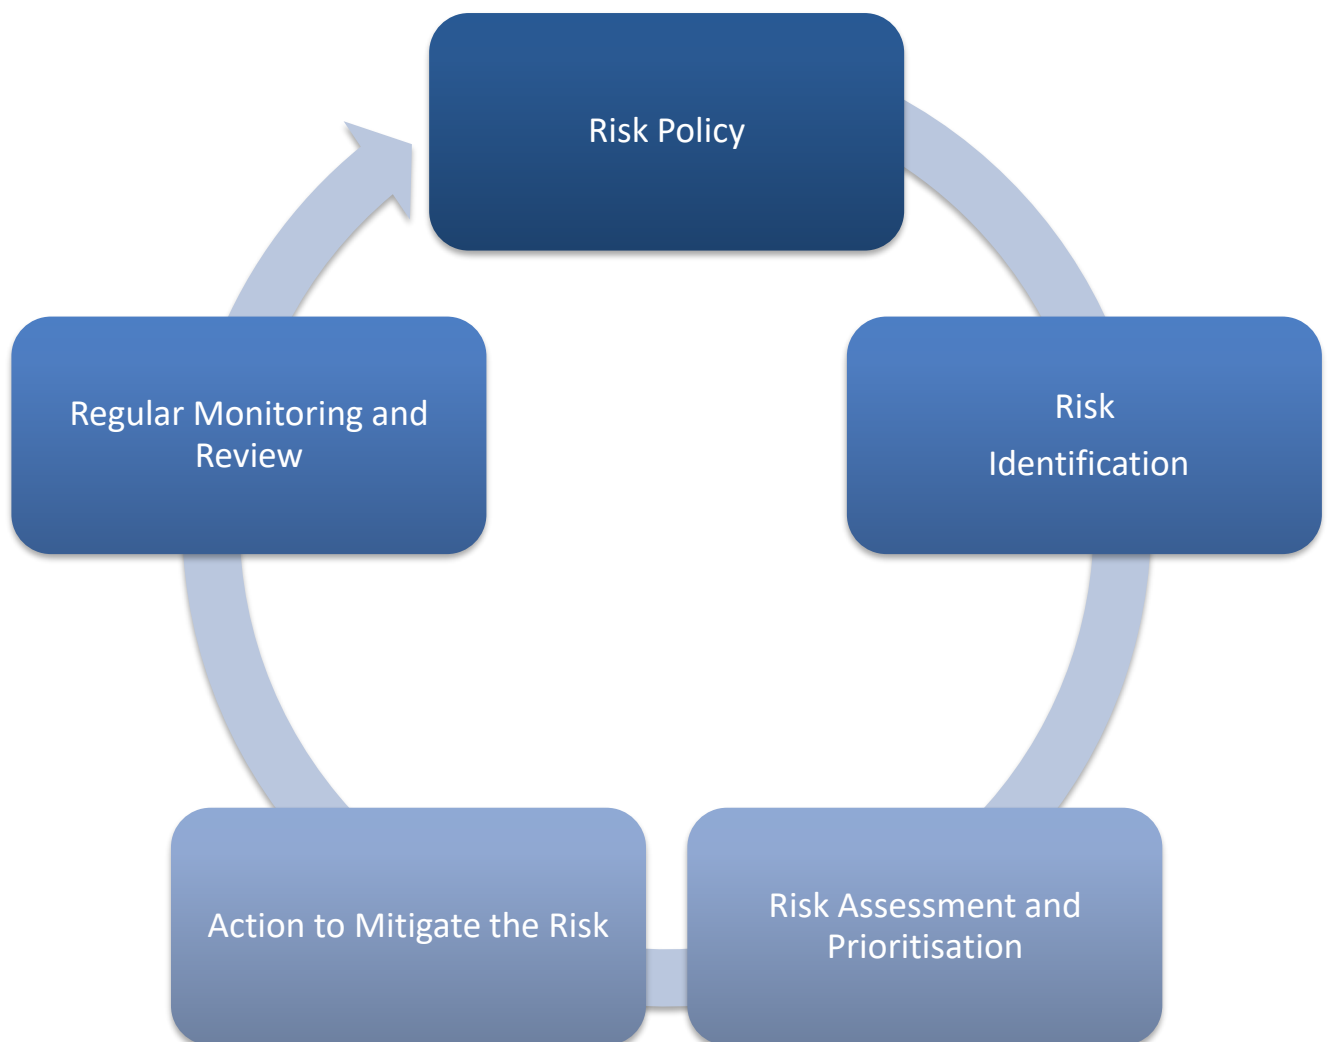 Risk Policy
Risk
Identification
Risk Assessment and
Prioritisation
Action to Mitigate the Risk
Regular Monitoring and
Review